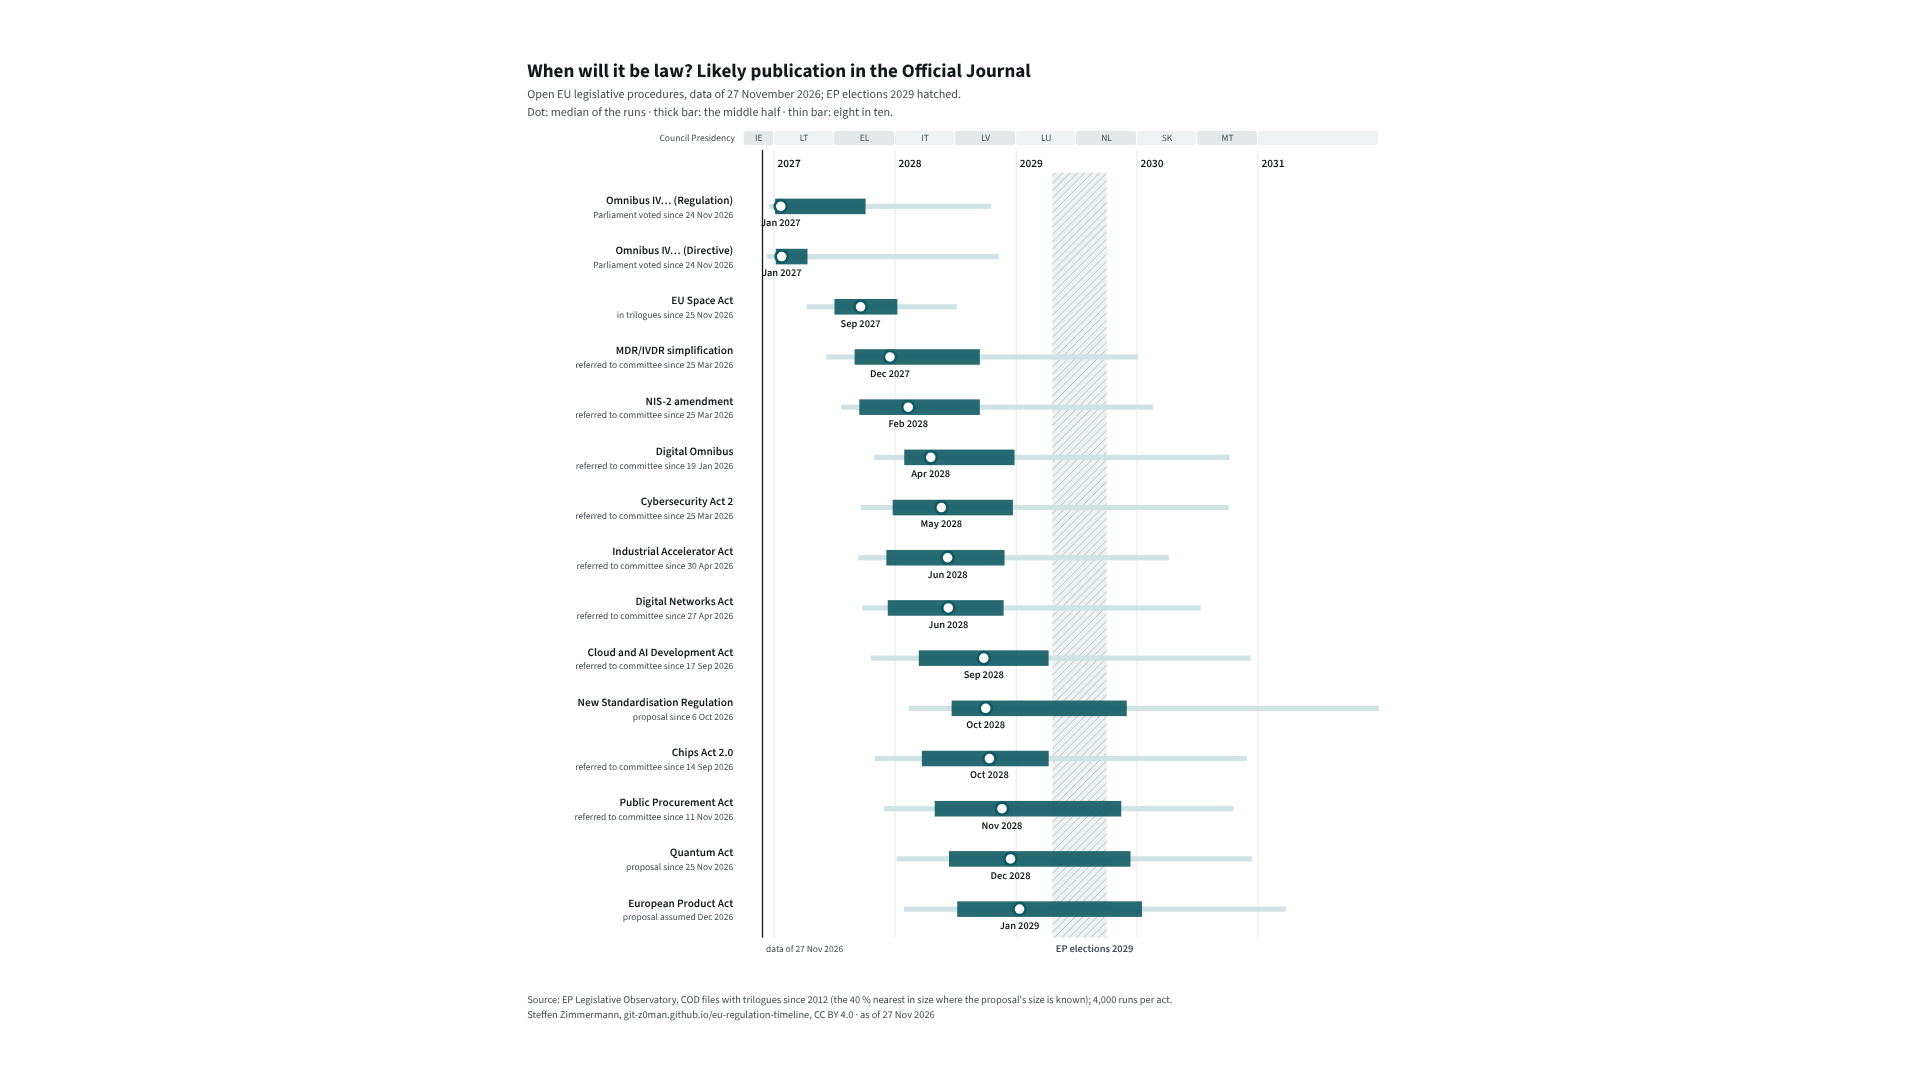 When will it be law? Likely publication in the Official Journal
Open EU legislative procedures, data of 27 November 2026; EP elections 2029 hatched.
Dot: median of the runs · thick bar: the middle half · thin bar: eight in ten.
Council Presidency IE LT EL IT LV LU NL SK MT
2027 2028 2029 2030 2031
Omnibus IV… (Regulation)
Parliament voted since 24 Nov 2026
Jan 2027
Omnibus IV… (Directive)
Parliament voted since 24 Nov 2026
Jan 2027
EU Space Act
in trilogues since 25 Nov 2026
Sep 2027
MDR/IVDR simplification
referred to committee since 25 Mar 2026
Dec 2027
NIS-2 amendment
referred to committee since 25 Mar 2026
Feb 2028
Digital Omnibus
referred to committee since 19 Jan 2026
Apr 2028
Cybersecurity Act 2
referred to committee since 25 Mar 2026
May 2028
Industrial Accelerator Act
referred to committee since 30 Apr 2026
Jun 2028
Digital Networks Act
referred to committee since 27 Apr 2026
Jun 2028
Cloud and AI Development Act
referred to committee since 17 Sep 2026
Sep 2028
New Standardisation Regulation
proposal since 6 Oct 2026
Oct 2028
Chips Act 2.0
referred to committee since 14 Sep 2026
Oct 2028
Public Procurement Act
referred to committee since 11 Nov 2026
Nov 2028
Quantum Act
proposal since 25 Nov 2026
Dec 2028
European Product Act
proposal assumed Dec 2026
Jan 2029
data of 27 Nov 2026
EP elections 2029
Source: EP Legislative Observatory, COD files with trilogues since 2012 (the 40 % nearest in size where the proposal's size is known); 4,000 runs per act.
Steffen Zimmermann, git-z0man.github.io/eu-regulation-timeline, CC BY 4.0 · as of 27 Nov 2026